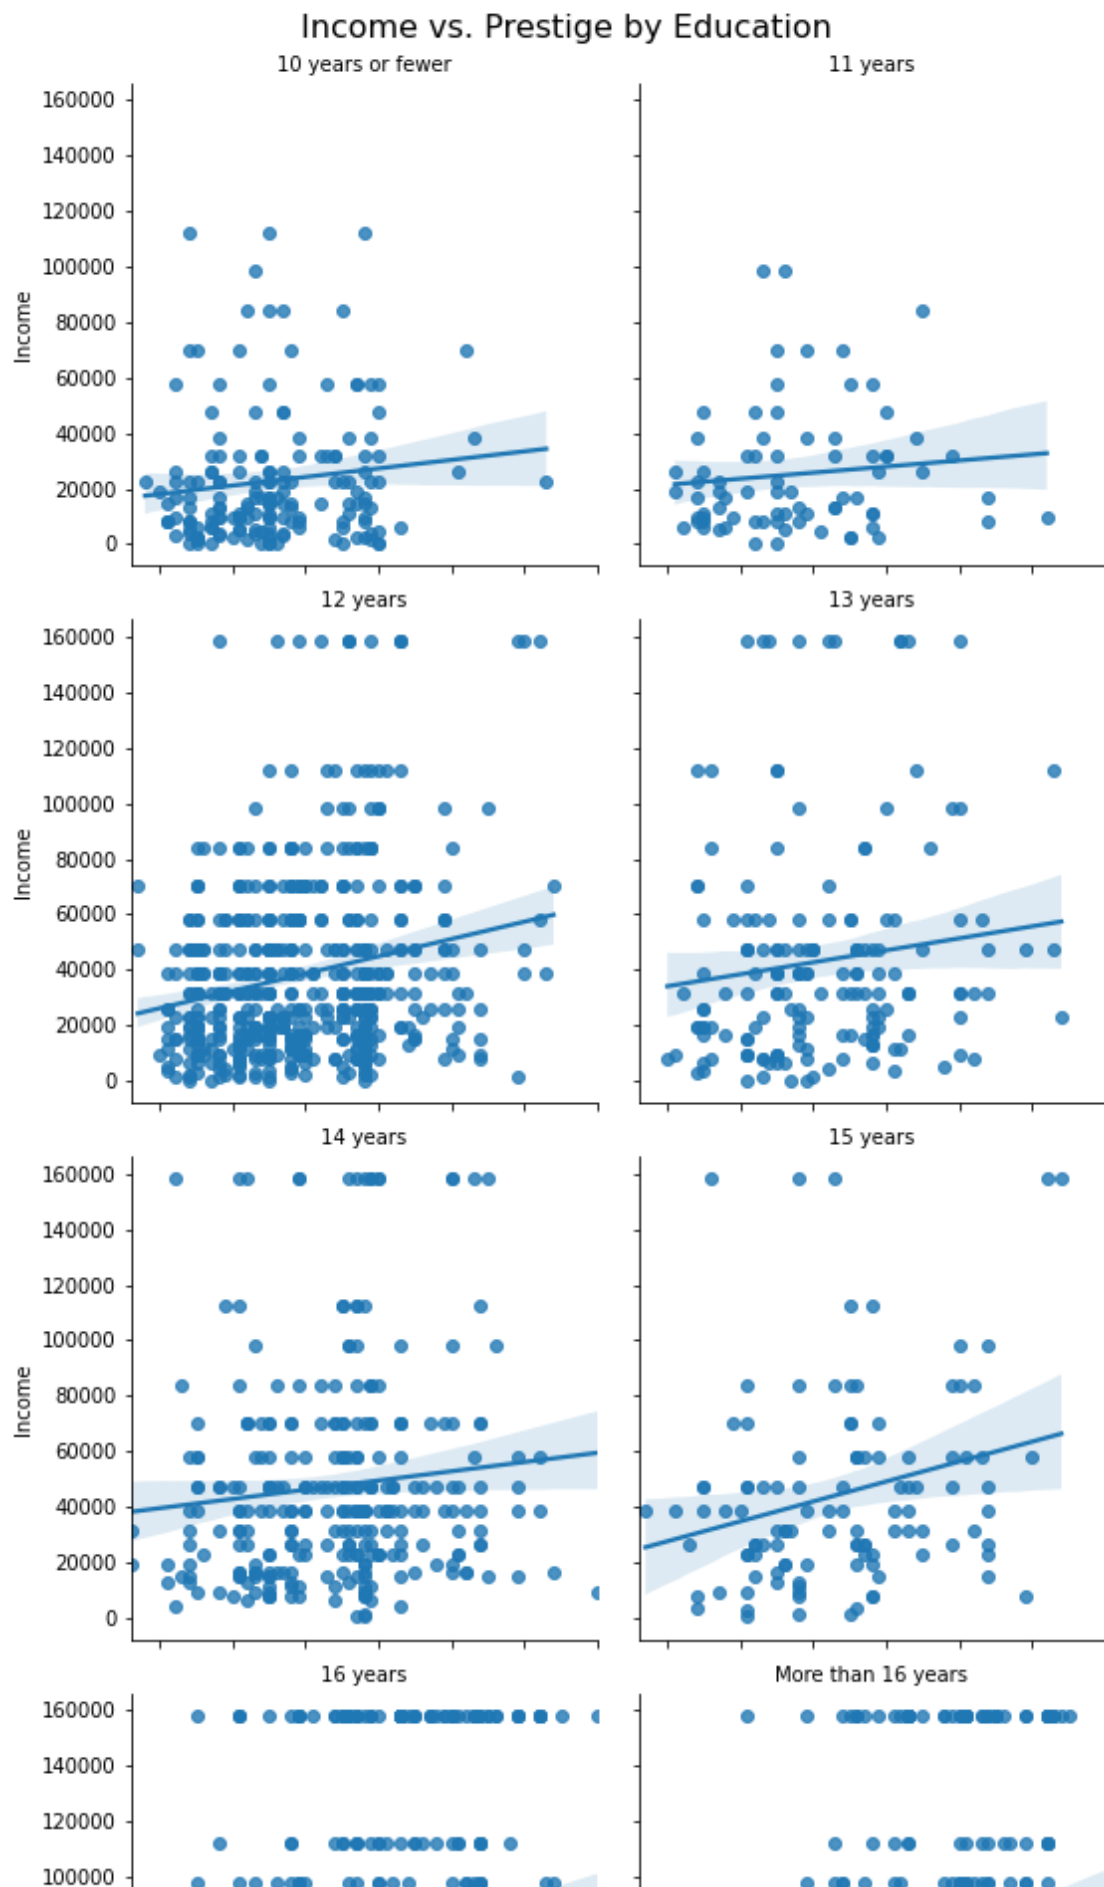 Income vs. Prestige by Education
10 years or fewer
11 years
160000
140000
120000
100000
80000
60000
40000
20000
0
Income
12 years
13 years
160000
140000
120000
100000
80000
60000
40000
20000
0
Income
14 years
15 years
160000
140000
120000
100000
80000
60000
40000
20000
0
Income
16 years
More than 16 years
160000
140000
120000
100000